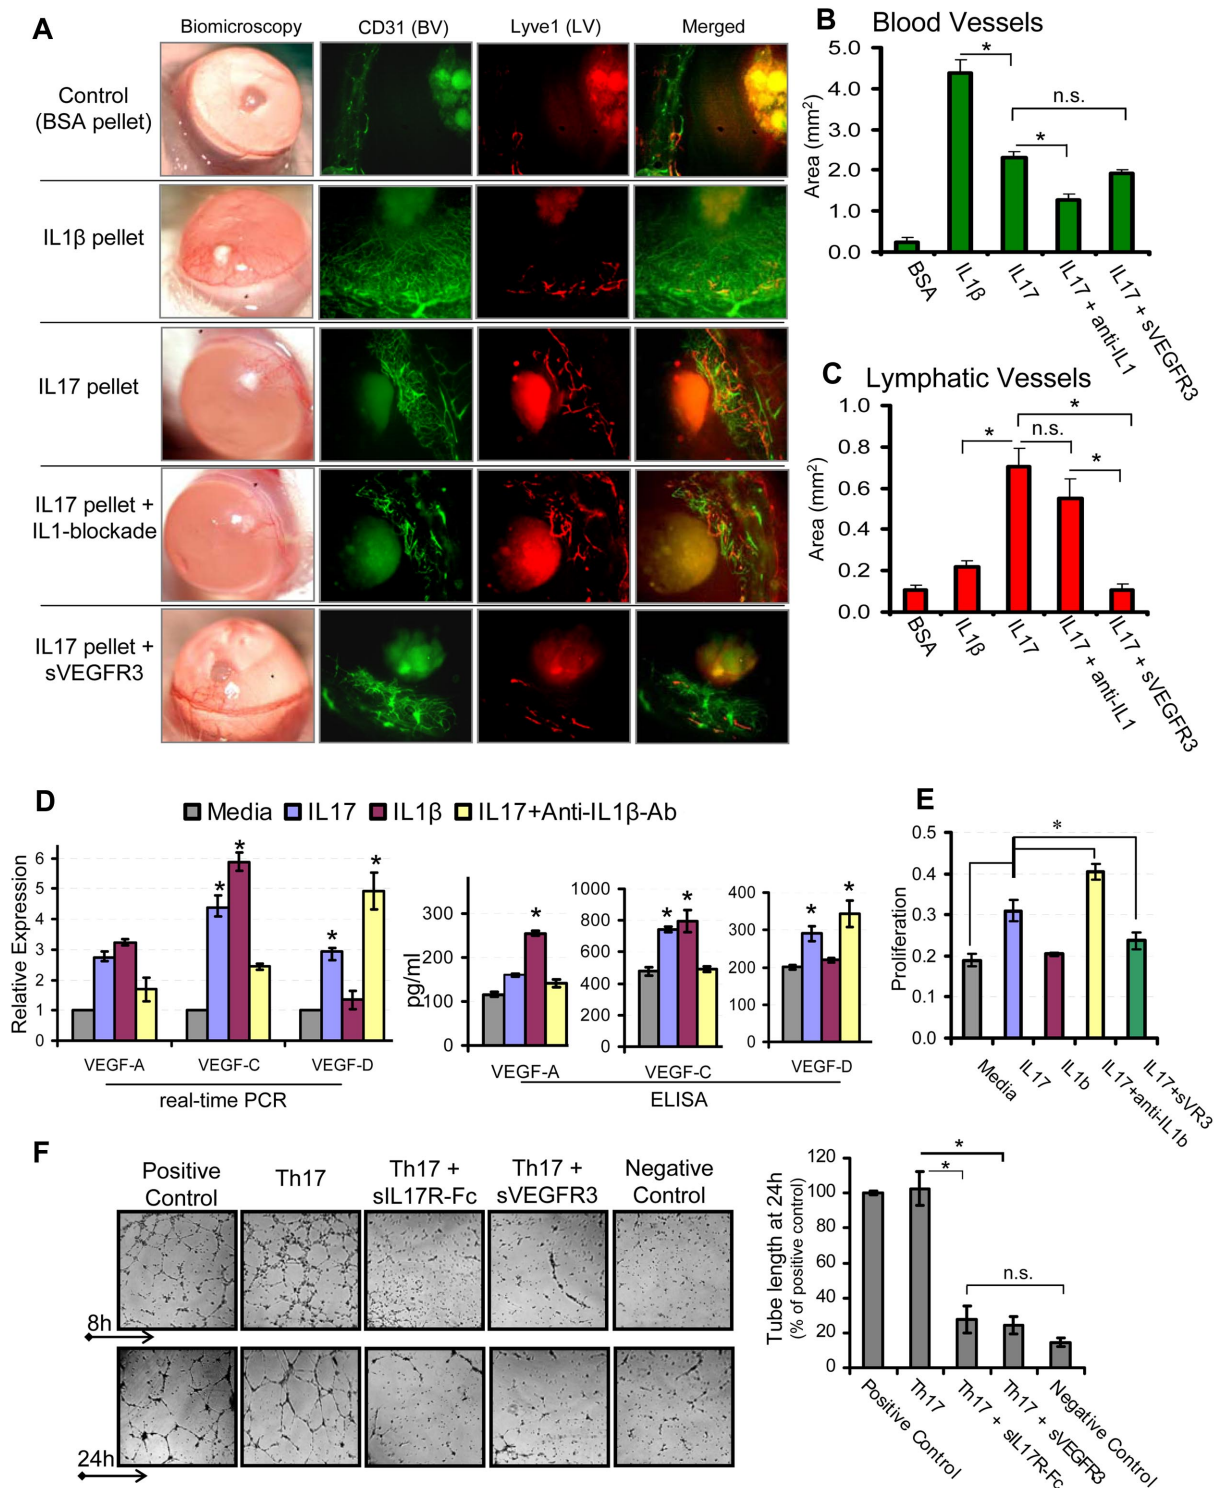 A
Biomicroscopy
CD31 (BV)
Lyve1 (LV)
Merged
Control
(BSA pellet)
IL1β pellet
IL17 pellet
IL17 pellet +
IL1-blockade
IL17 pellet +
sVEGFR3
B
Blood Vessels
5.0
4.0
3.0
2.0
1.0
0.0
Area (mm²)
*
n.s.
*
BSA
IL1β
IL17
IL17 + anti-IL1
IL17 + sVEGFR3
C
Lymphatic Vessels
1.0
0.8
0.6
0.4
0.2
0.0
Area (mm²)
*
*
n.s.
*
BSA
IL1β
IL17
IL17 + anti-IL1
IL17 + sVEGFR3
D
Media IL17 IL1β IL17+Anti-IL1β-Ab
Relative Expression
6
5
4
3
2
1
0
*
*
*
*
VEGF-A
VEGF-C
VEGF-D
real-time PCR
pg/ml
300
200
100
0
*
VEGF-A
1000
800
600
400
200
0
*
*
VEGF-C
400
300
200
100
0
*
*
VEGF-D
ELISA
E
Proliferation
0.5
0.4
0.3
0.2
0.1
0.0
*
Media
IL17
IL1b
IL17+anti-IL1b
IL17+sVR3
F
Positive
Control
Th17
Th17 +
sIL17R-Fc
Th17 +
sVEGFR3
Negative
Control
8h
24h
Tube length at 24h
(% of positive control)
120
100
80
60
40
20
0
*
*
n.s.
Positive Control
Th17
Th17 + sIL17R-Fc
Th17 + sVEGFR3
Negative Control